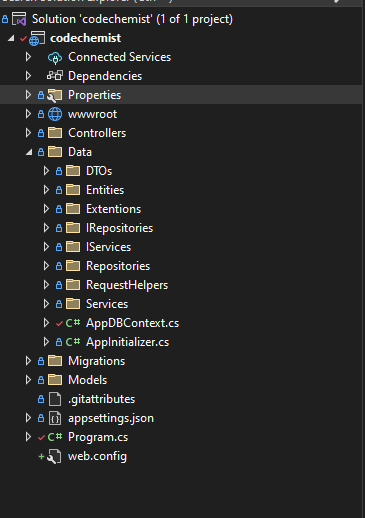 Solution 'codechemist' (1 of 1 project)
codechemist
Connected Services
Dependencies
Properties
wwwroot
Controllers
Data
DTOs
Entities
Extentions
IRepositories
IServices
Repositories
RequestHelpers
Services
C# AppDBContext.cs
C# AppInitializer.cs
Migrations
Models
.gitattributes
appsettings.json
C# Program.cs
web.config